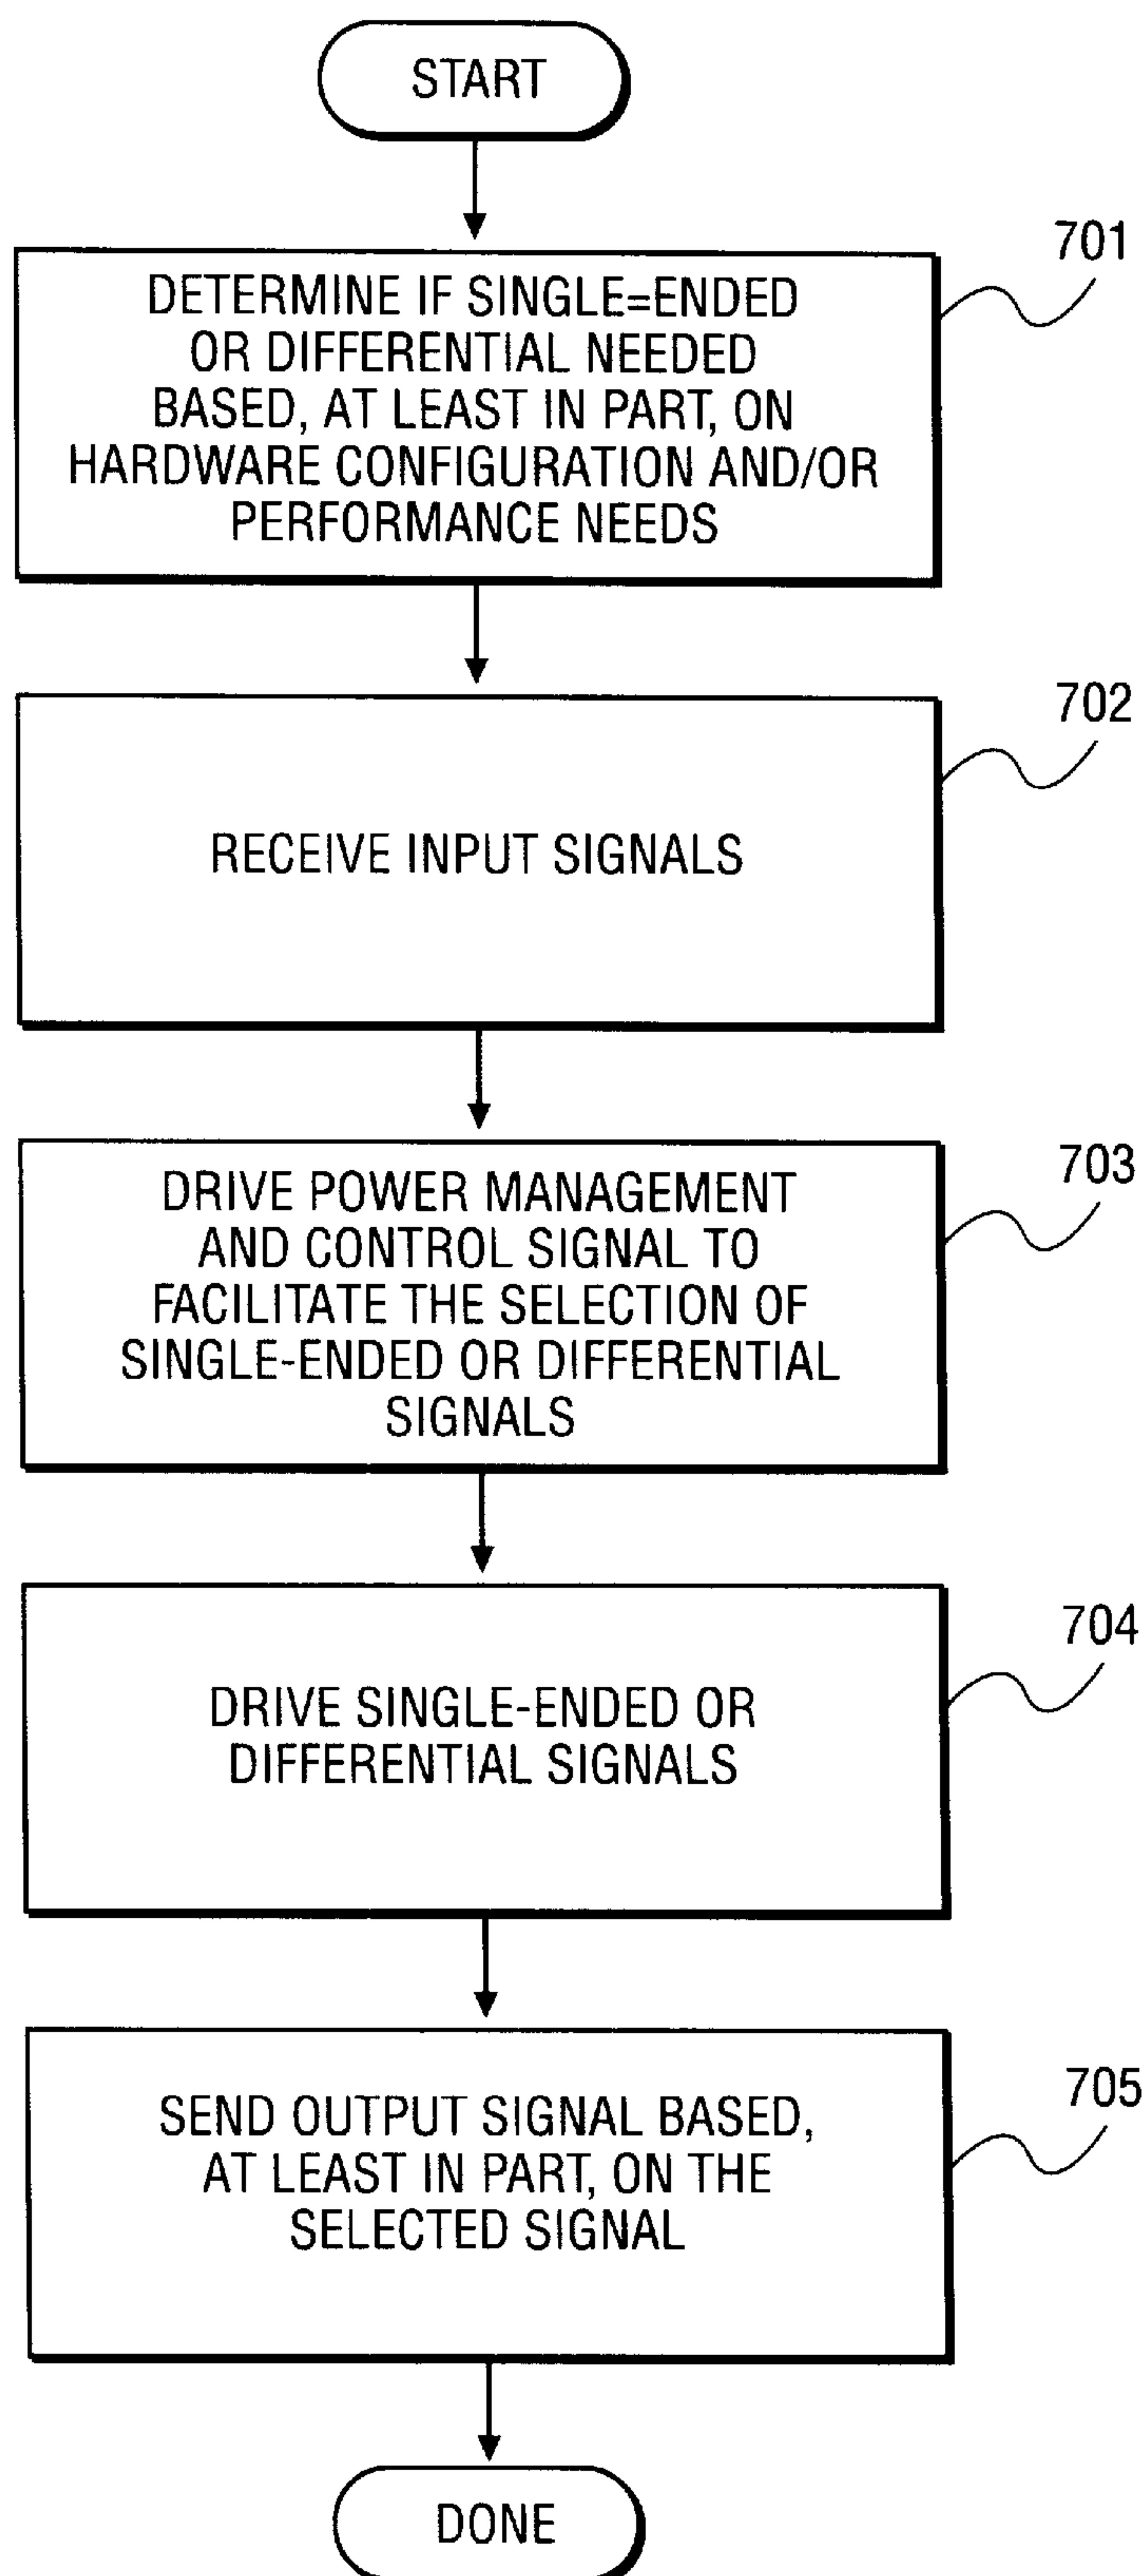 START
701
DETERMINE IF SINGLE=ENDED
OR DIFFERENTIAL NEEDED
BASED, AT LEAST IN PART, ON
HARDWARE CONFIGURATION AND/OR
PERFORMANCE NEEDS
702
RECEIVE INPUT SIGNALS
703
DRIVE POWER MANAGEMENT
AND CONTROL SIGNAL TO
FACILITATE THE SELECTION OF
SINGLE-ENDED OR DIFFERENTIAL
SIGNALS
704
DRIVE SINGLE-ENDED OR
DIFFERENTIAL SIGNALS
705
SEND OUTPUT SIGNAL BASED,
AT LEAST IN PART, ON THE
SELECTED SIGNAL
DONE